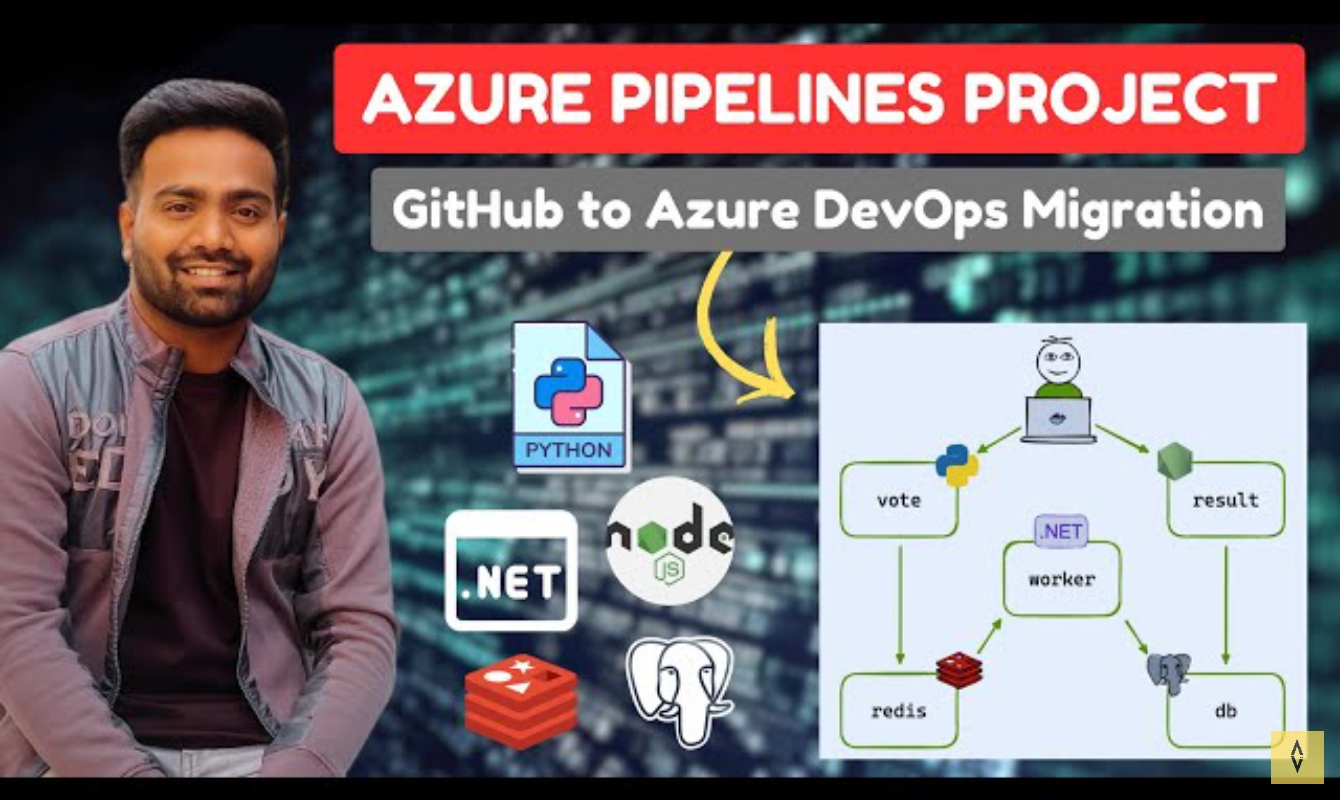 AZURE PIPELINES PROJECT
GitHub to Azure DevOps Migration
PYTHON
.NET
node
JS
vote
result
.NET
worker
redis
db